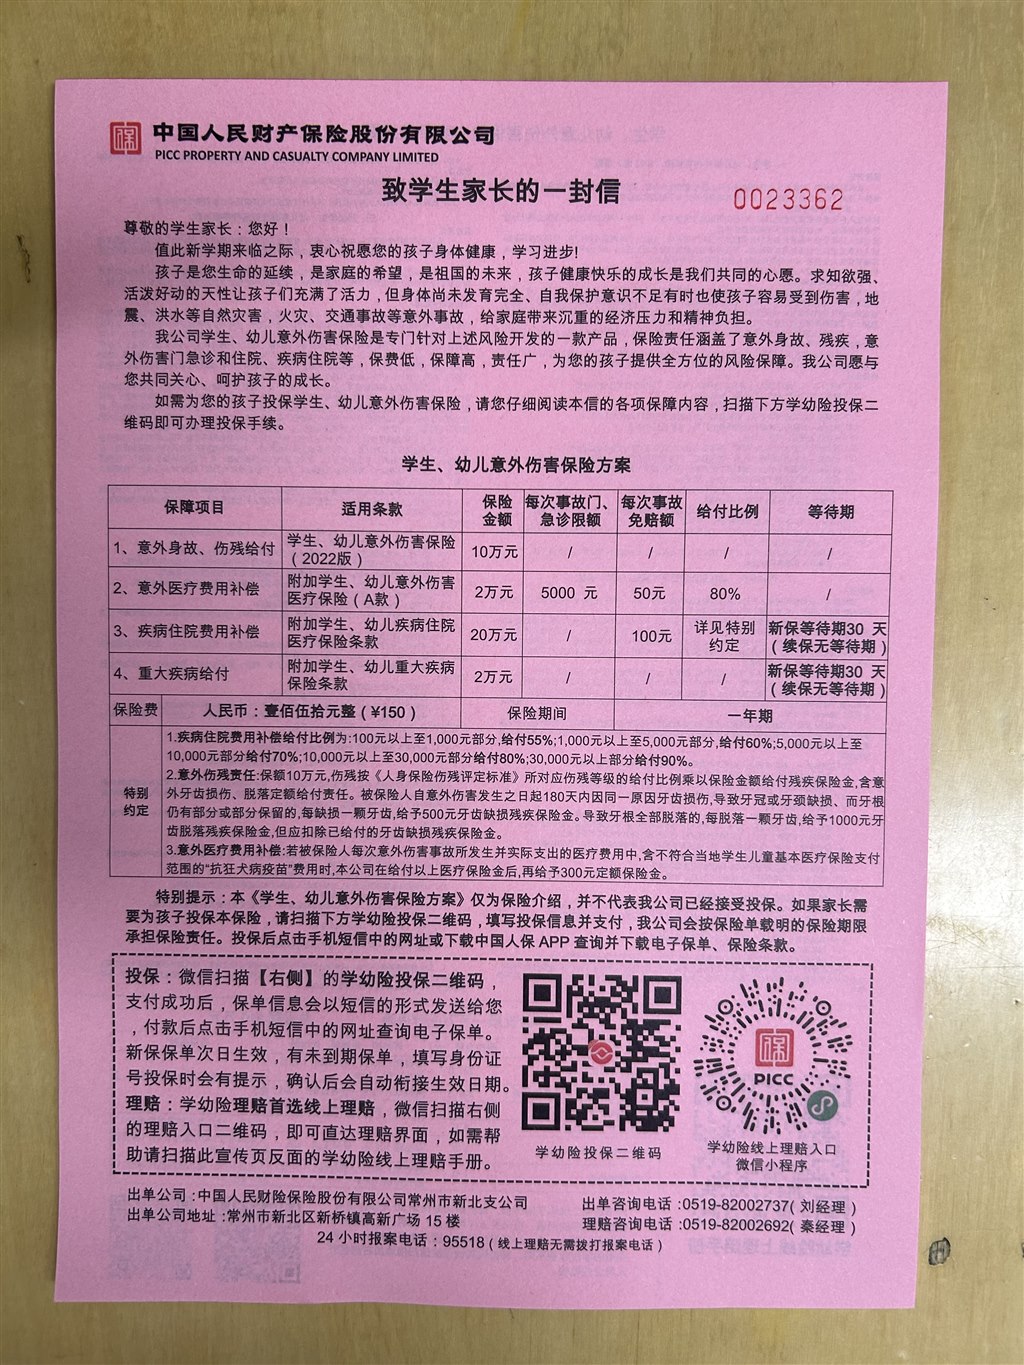 中国人民财产保险股份有限公司
PICC PROPERTY AND CASUALTY COMPANY LIMITED
致学生家长的一封信
0023362
尊敬的学生家长：您好！
值此新学期来临之际，衷心祝愿您的孩子身体健康，学习进步!
孩子是您生命的延续，是家庭的希望，是祖国的未来，孩子健康快乐的成长是我们共同的心愿。求知欲强、
活泼好动的天性让孩子们充满了活力，但身体尚未发育完全、自我保护意识不足有时也使孩子容易受到伤害，地
震、洪水等自然灾害，火灾、交通事故等意外事故，给家庭带来沉重的经济压力和精神负担。
我公司学生、幼儿意外伤害保险是专门针对上述风险开发的一款产品，保险责任涵盖了意外身故、残疾，意
外伤害门急诊和住院、疾病住院等，保费低，保障高，责任广，为您的孩子提供全方位的风险保障。我公司愿与
您共同关心、呵护孩子的成长。
如需为您的孩子投保学生、幼儿意外伤害保险，请您仔细阅读本信的各项保障内容，扫描下方学幼险投保二
维码即可办理投保手续。
学生、幼儿意外伤害保险方案
保障项目 适用条款 保险金额 每次事故门、急诊限额 每次事故免赔额 给付比例 等待期
1、意外身故、伤残给付 学生、幼儿意外伤害保险（2022版） 10万元 / / / /
2、意外医疗费用补偿 附加学生、幼儿意外伤害医疗保险（A款） 2万元 5000 元 50元 80% /
3、疾病住院费用补偿 附加学生、幼儿疾病住院医疗保险条款 20万元 / 100元 详见特别约定 新保等待期30 天（续保无等待期）
4、重大疾病给付 附加学生、幼儿重大疾病保险条款 2万元 / / / 新保等待期30 天（续保无等待期）
保险费 人民币：壹佰伍拾元整（¥150） 保险期间 一年期
特别约定
1.疾病住院费用补偿给付比例为:100元以上至1,000元部分,给付55%;1,000元以上至5,000元部分,给付60%;5,000元以上至
10,000元部分给付70%;10,000元以上至30,000元部分给付80%;30,000元以上部分给付90%。
2.意外伤残责任:保额10万元,伤残按《人身保险伤残评定标准》所对应伤残等级的给付比例乘以保险金额给付残疾保险金,含意
外牙齿损伤、脱落定额给付责任。被保险人自意外伤害发生之日起180天内因同一原因牙齿损伤,导致牙冠或牙颈缺损、而牙根
仍有部分或部分保留的,每缺损一颗牙齿,给予500元牙齿缺损残疾保险金。导致牙根全部脱落的,每脱落一颗牙齿,给予1000元牙
齿脱落残疾保险金,但应扣除已给付的牙齿缺损残疾保险金。
3.意外医疗费用补偿:若被保险人每次意外伤害事故所发生并实际支出的医疗费用中,含不符合当地学生儿童基本医疗保险支付
范围的“抗狂犬病疫苗”费用时,本公司在给付以上医疗保险金后,再给予300元定额保险金。
特别提示：本《学生、幼儿意外伤害保险方案》仅为保险介绍，并不代表我公司已经接受投保。如果家长需
要为孩子投保本保险，请扫描下方学幼险投保二维码，填写投保信息并支付，我公司会按保险单载明的保险期限
承担保险责任。投保后点击手机短信中的网址或下载中国人保 APP 查询并下载电子保单、保险条款。
投保：微信扫描【右侧】的学幼险投保二维码，
支付成功后，保单信息会以短信的形式发送给您
，付款后点击手机短信中的网址查询电子保单。
新保保单次日生效，有未到期保单，填写身份证
号投保时会有提示，确认后会自动衔接生效日期。
理赔：学幼险理赔首选线上理赔，微信扫描右侧
的理赔入口二维码，即可直达理赔界面，如需帮
助请扫描此宣传页反面的学幼险线上理赔手册。
PICC
学幼险投保二维码
学幼险线上理赔入口
微信小程序
出单公司 :中国人民财险保险股份有限公司常州市新北支公司
出单咨询电话 :0519-82002737( 刘经理 )
出单公司地址 :常州市新北区新桥镇高新广场 15 楼
理赔咨询电话 :0519-82002692( 秦经理 )
24 小时报案电话：95518（线上理赔无需拨打报案电话）